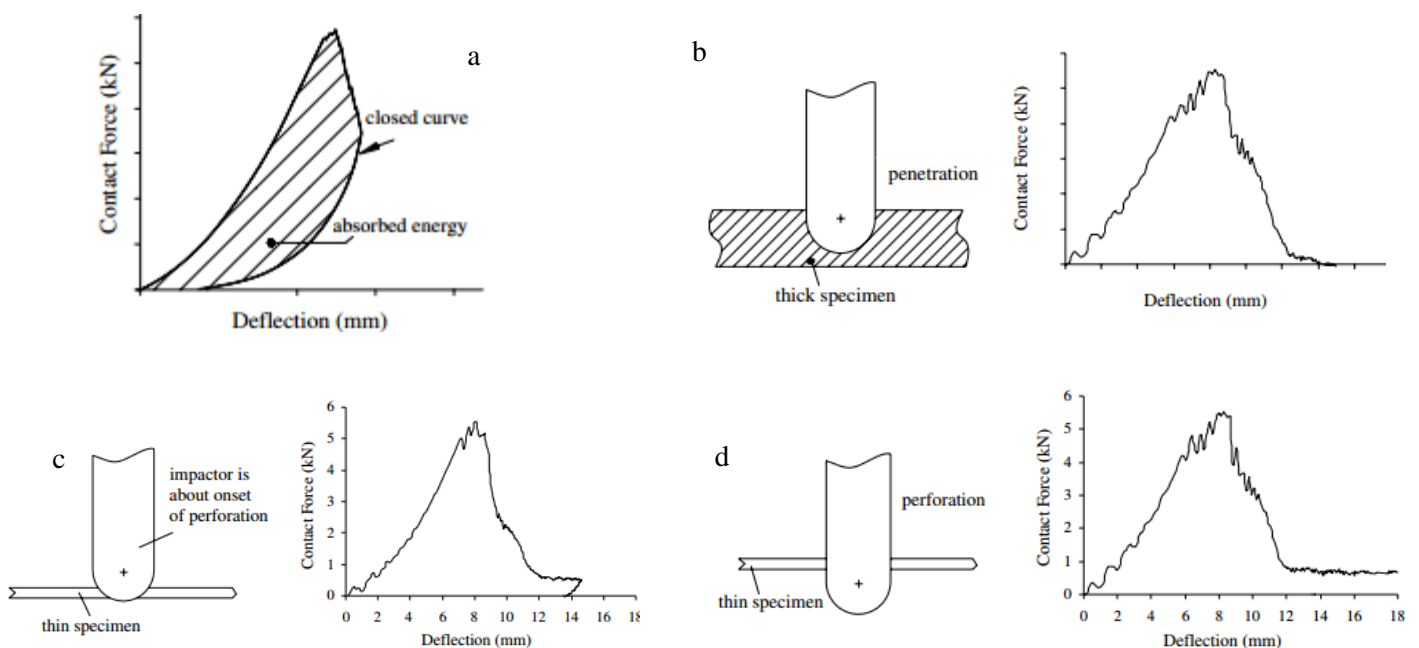 a
Contact Force (kN)
closed curve
absorbed energy
Deflection (mm)
b
penetration
thick specimen
Contact Force (kN)
Deflection (mm)
c
impactor is
about onset
of perforation
thin specimen
Contact Force (kN)
6
5
4
3
2
1
0
0 2 4 6 8 10 12 14 16 18
Deflection (mm)
d
perforation
thin specimen
Contact Force (kN)
6
5
4
3
2
1
0
0 2 4 6 8 10 12 14 16 18
Deflection (mm)